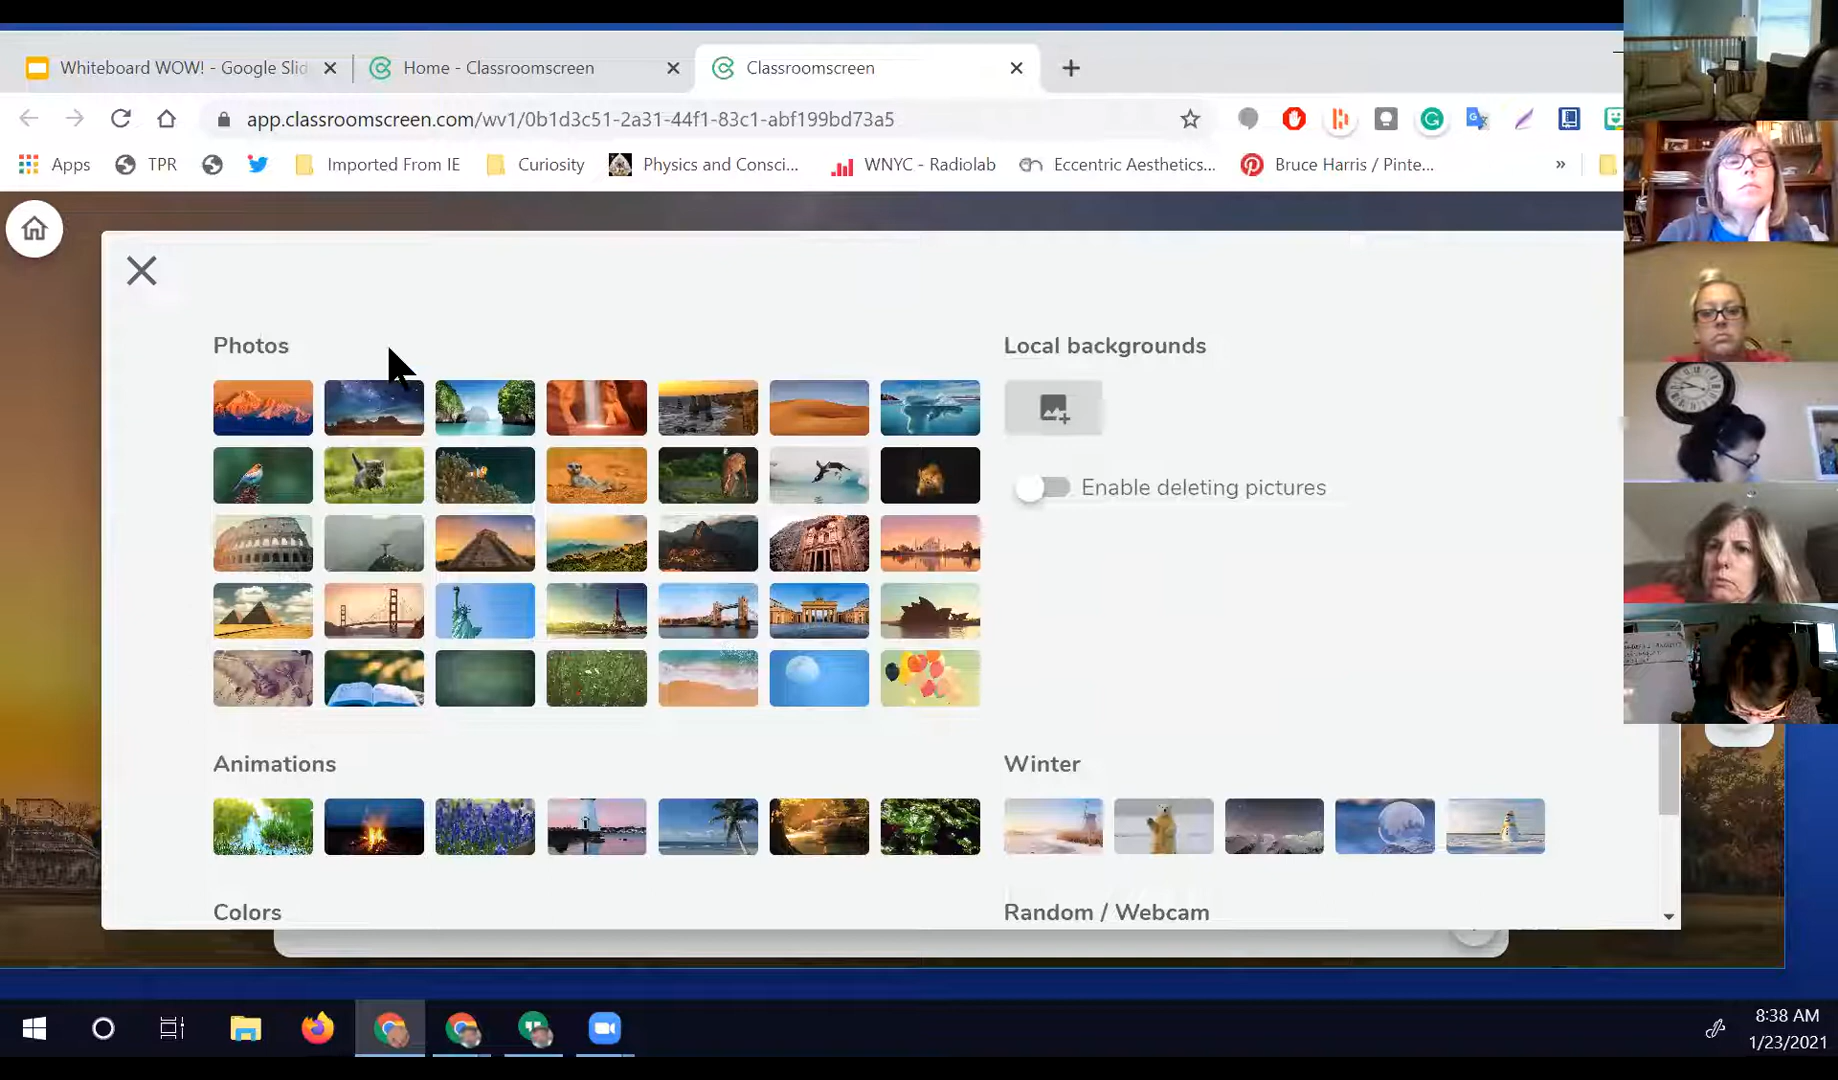 Whiteboard WOW! - Google Slid
Home - Classroomscreen
Classroomscreen
app.classroomscreen.com/wv1/0b1d3c51-2a31-44f1-83c1-abf199bd73a5
Apps
TPR
Imported From IE
Curiosity
Physics and Consci...
WNYC - Radiolab
Eccentric Aesthetics...
Bruce Harris / Pinte...
»
Photos
Local backgrounds
Enable deleting pictures
Animations
Winter
Colors
Random / Webcam
8:38 AM
1/23/2021